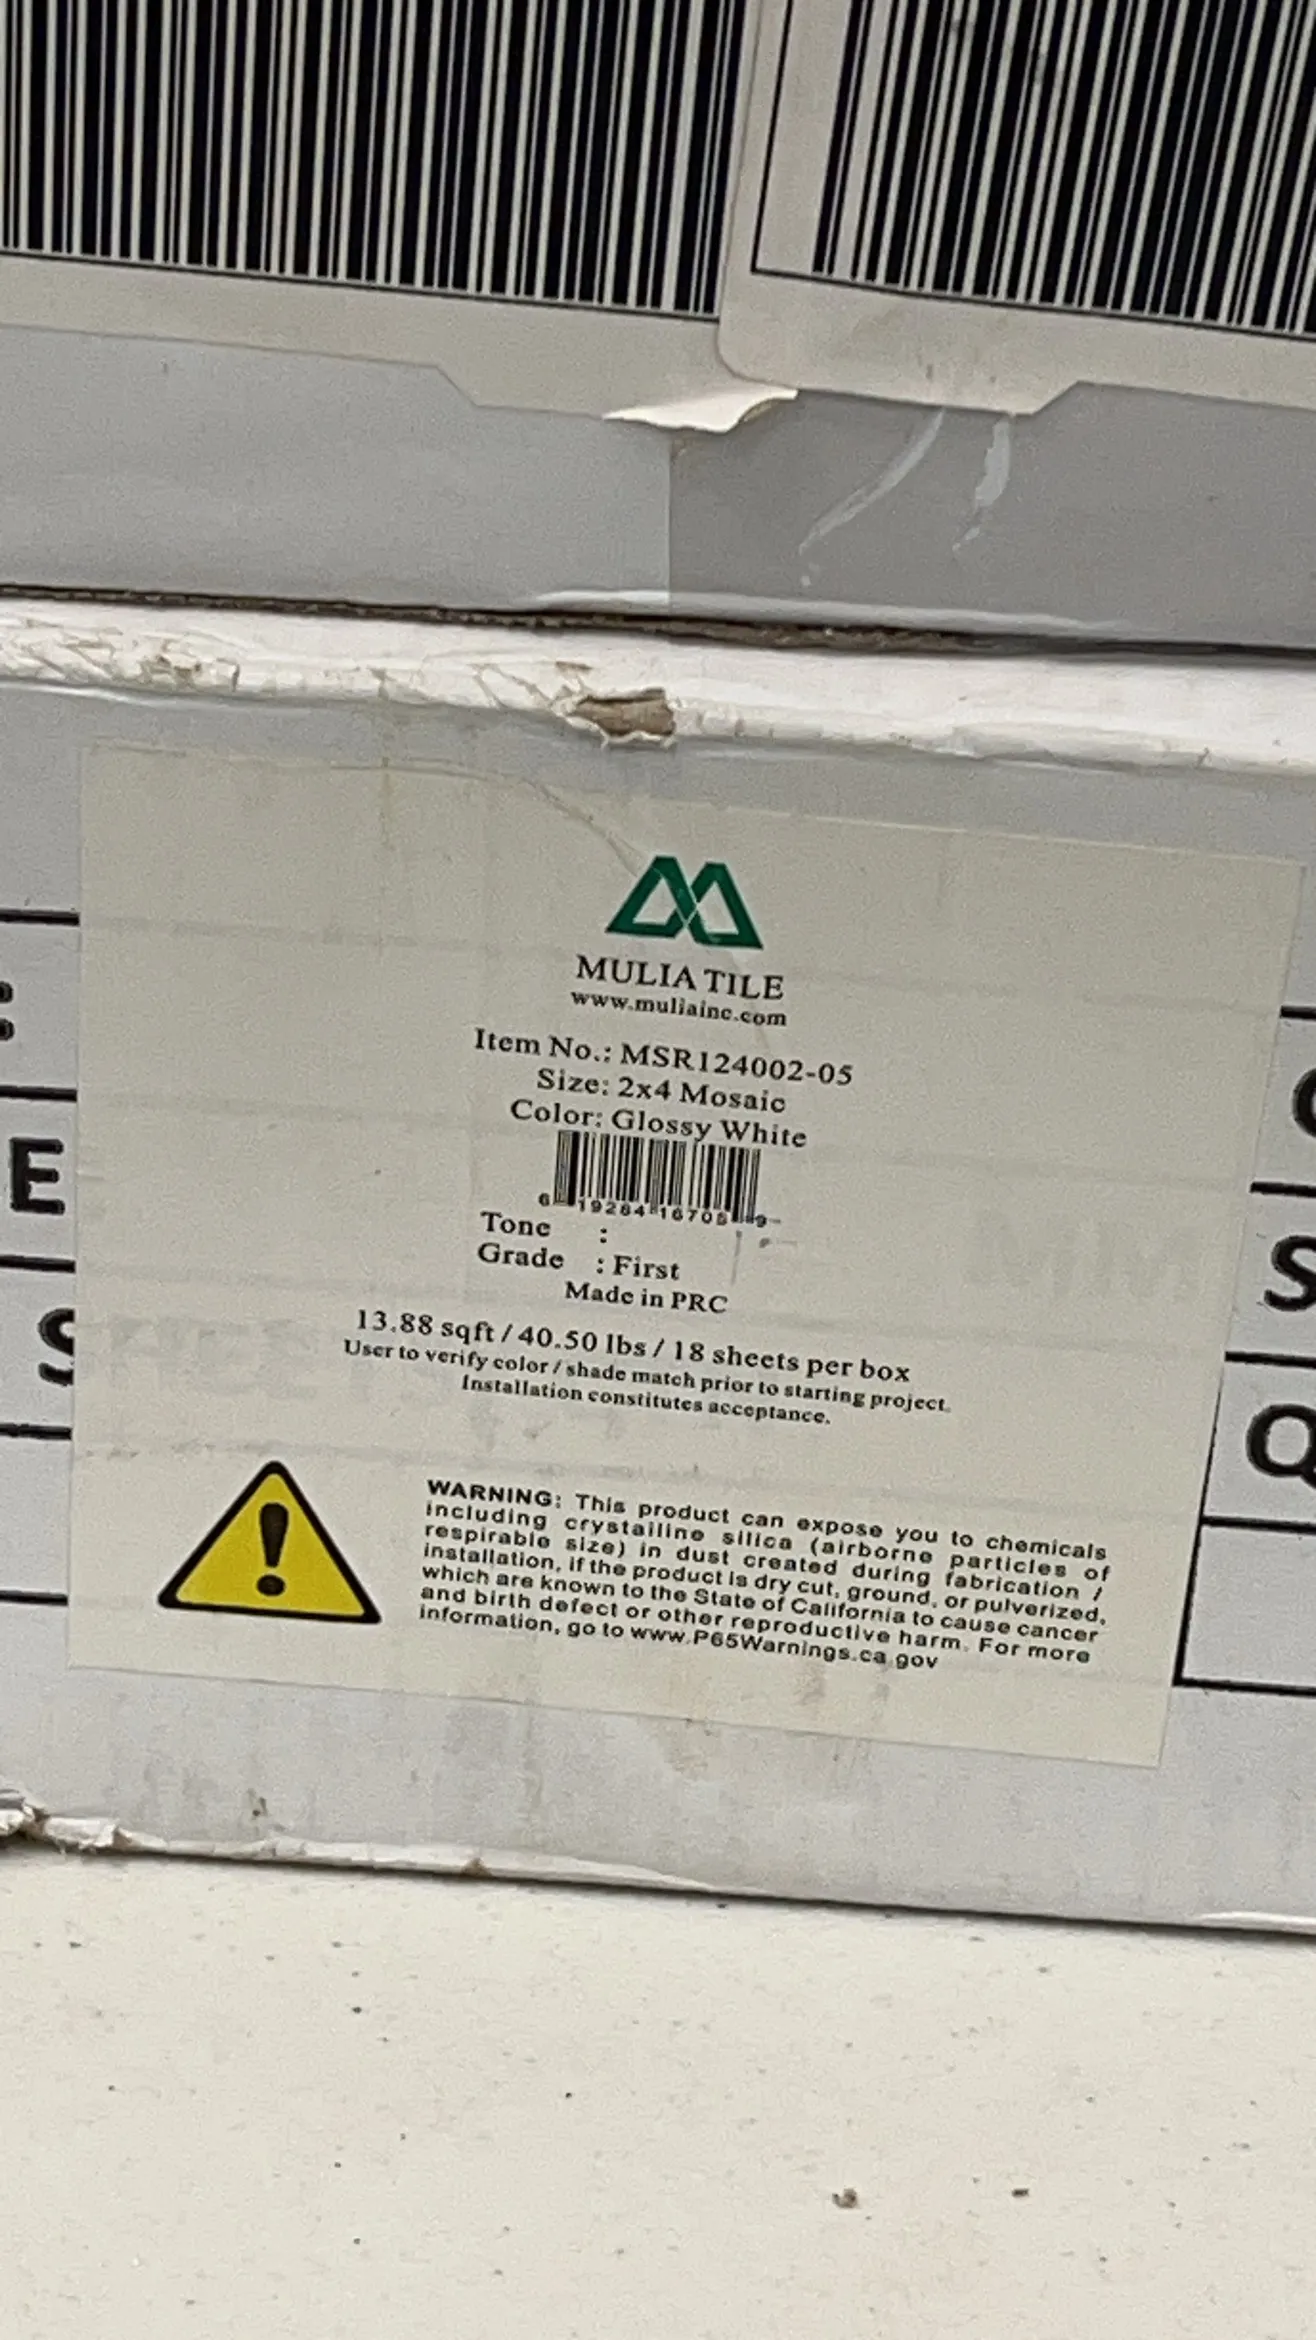 MULIA TILE
www.muliainc.com
Item No.: MSR124002-05
Size: 2x4 Mosaic
Color: Glossy White
6 19284 16705 9
Tone :
Grade : First
Made in PRC
13.88 sqft / 40.50 lbs / 18 sheets per box
User to verify color / shade match prior to starting project.
Installation constitutes acceptance.
WARNING: This product can expose you to chemicals
including crystalline silica (airborne particles of
respirable size) in dust created during fabrication /
installation, if the product is dry cut, ground, or pulverized,
which are known to the State of California to cause cancer
and birth defect or other reproductive harm. For more
information, go to www.P65Warnings.ca.gov
E
S
S
Q